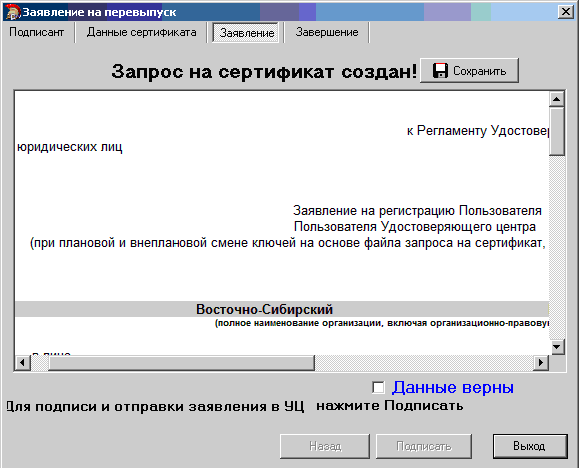 Заявление на перевыпуск
Подписант Данные сертификата Заявление Завершение
Запрос на сертификат создан! Сохранить
к Регламенту Удостовер
юридических лиц
Заявление на регистрацию Пользователя
Пользователя Удостоверяющего центра
(при плановой и внеплановой смене ключей на основе файла запроса на сертификат,
Восточно-Сибирский
(полное наименование организации, включая организационно-правовую
в лице
Данные верны
Для подписи и отправки заявления в УЦ нажмите Подписать
Назад Подписать Выход